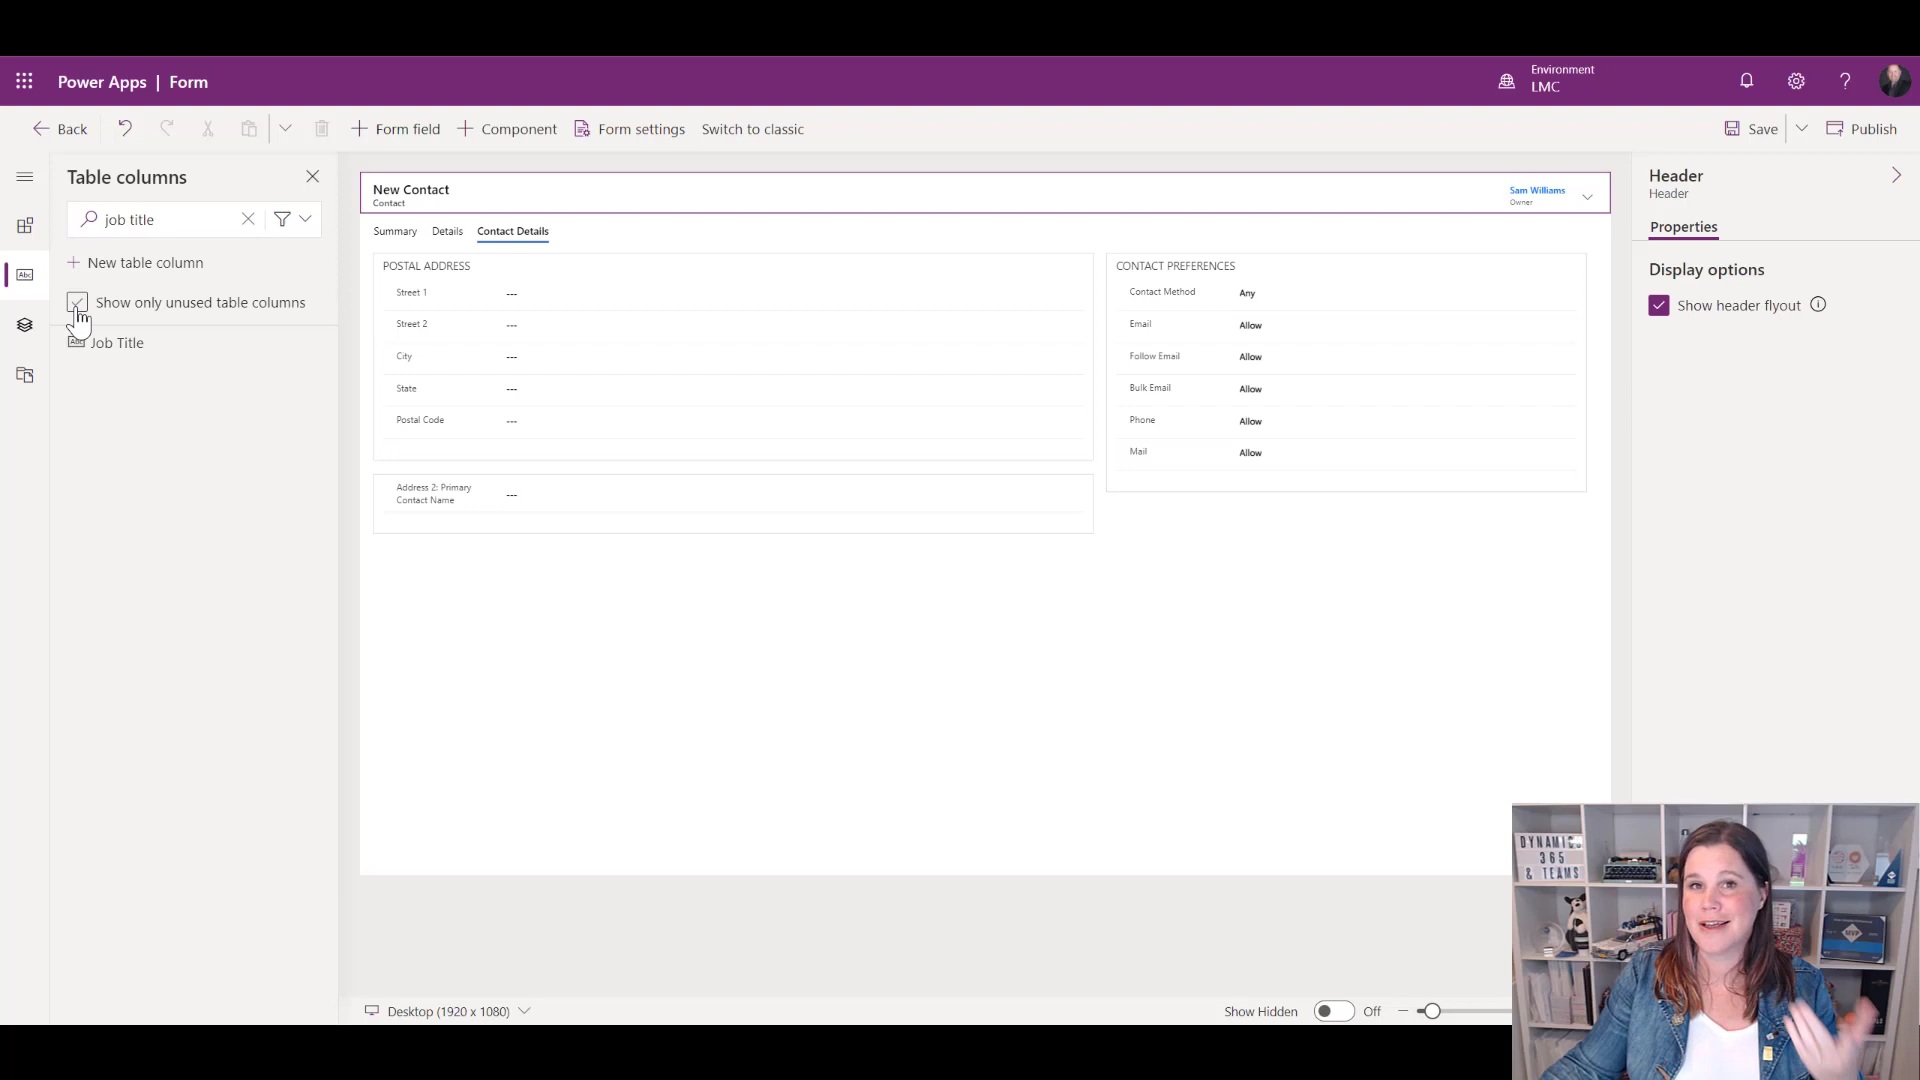 Power Apps | Form
Environment
LMC
Back
Form field
Component
Form settings
Switch to classic
Save
Publish
Table columns
job title
New table column
Show only unused table columns
Abc
Abc Job Title
New Contact
Contact
Sam Williams
Owner
Summary
Details
Contact Details
POSTAL ADDRESS
Street 1 ---
Street 2 ---
City ---
State ---
Postal Code ---
Address 2: Primary
Contact Name ---
CONTACT PREFERENCES
Contact Method Any
Email Allow
Follow Email Allow
Bulk Email Allow
Phone Allow
Mail Allow
Header
Header
Properties
Display options
Show header flyout
Desktop (1920 x 1080)
Show Hidden
Off
DYNAMIC
365
& TEAMS
MVP